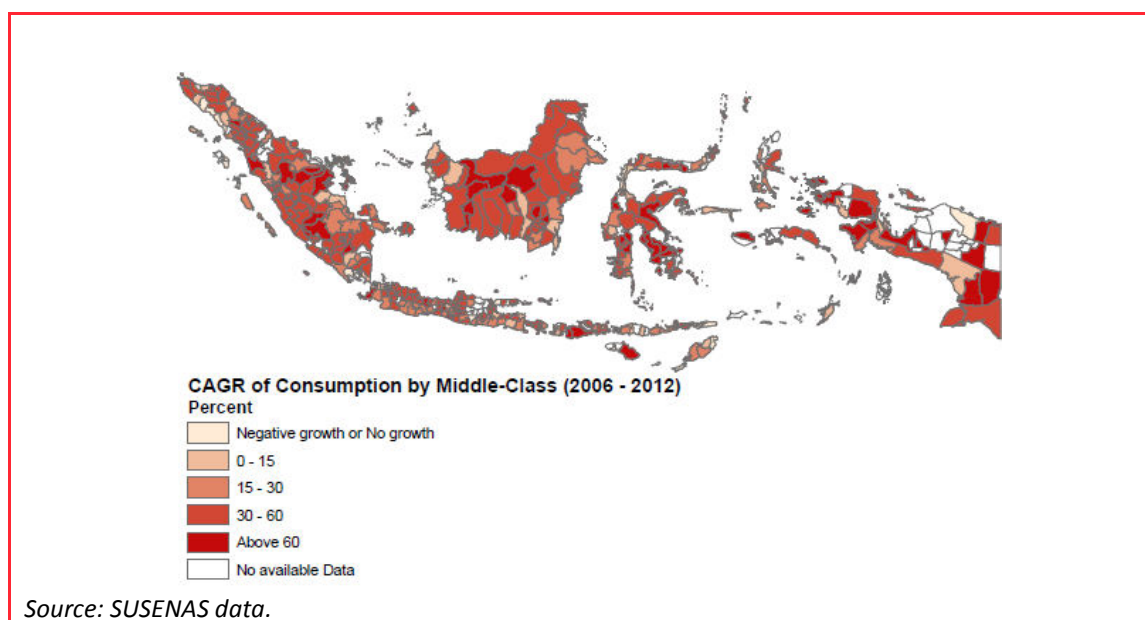 CAGR of Consumption by Middle-Class (2006 - 2012)
Percent
Negative growth or No growth
0 - 15
15 - 30
30 - 60
Above 60
No available Data
Source: SUSENAS data.